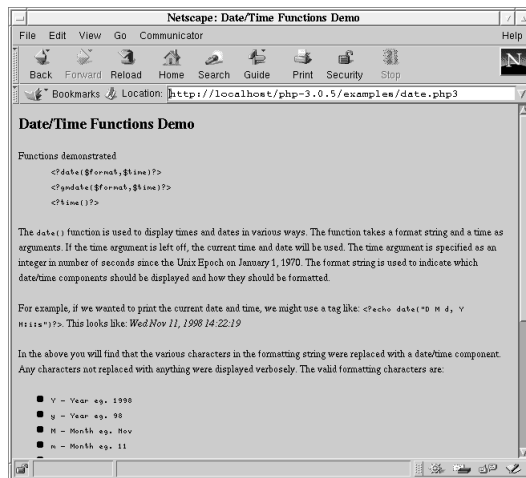 Netscape: Date/Time Functions Demo
File Edit View Go Communicator Help
Back Forward Reload Home Search Guide Print Security Stop
N
Bookmarks Location: http://localhost/php-3.0.5/examples/date.php3
Date/Time Functions Demo
Functions demonstrated
<?date($format,$time)?>
<?gmdate($format,$time)?>
<?time()?>
The date() function is used to display times and dates in various ways. The function takes a format string and a time as
arguments. If the time argument is left off, the current time and date will be used. The time argument is specified as an
integer in number of seconds since the Unix Epoch on January 1, 1970. The format string is used to indicate which
date/time components should be displayed and how they should be formatted.
For example, if we wanted to print the current date and time, we might use a tag like: <?echo date("D M d, Y
H:i:s")?>. This looks like: Wed Nov 11, 1998 14:22:19
In the above you will find that the various characters in the formatting string were replaced with a date/time component.
Any characters not replaced with anything were displayed verbosely. The valid formatting characters are:
Y - Year eg. 1998
y - Year eg. 98
M - Month eg. Nov
m - Month eg. 11